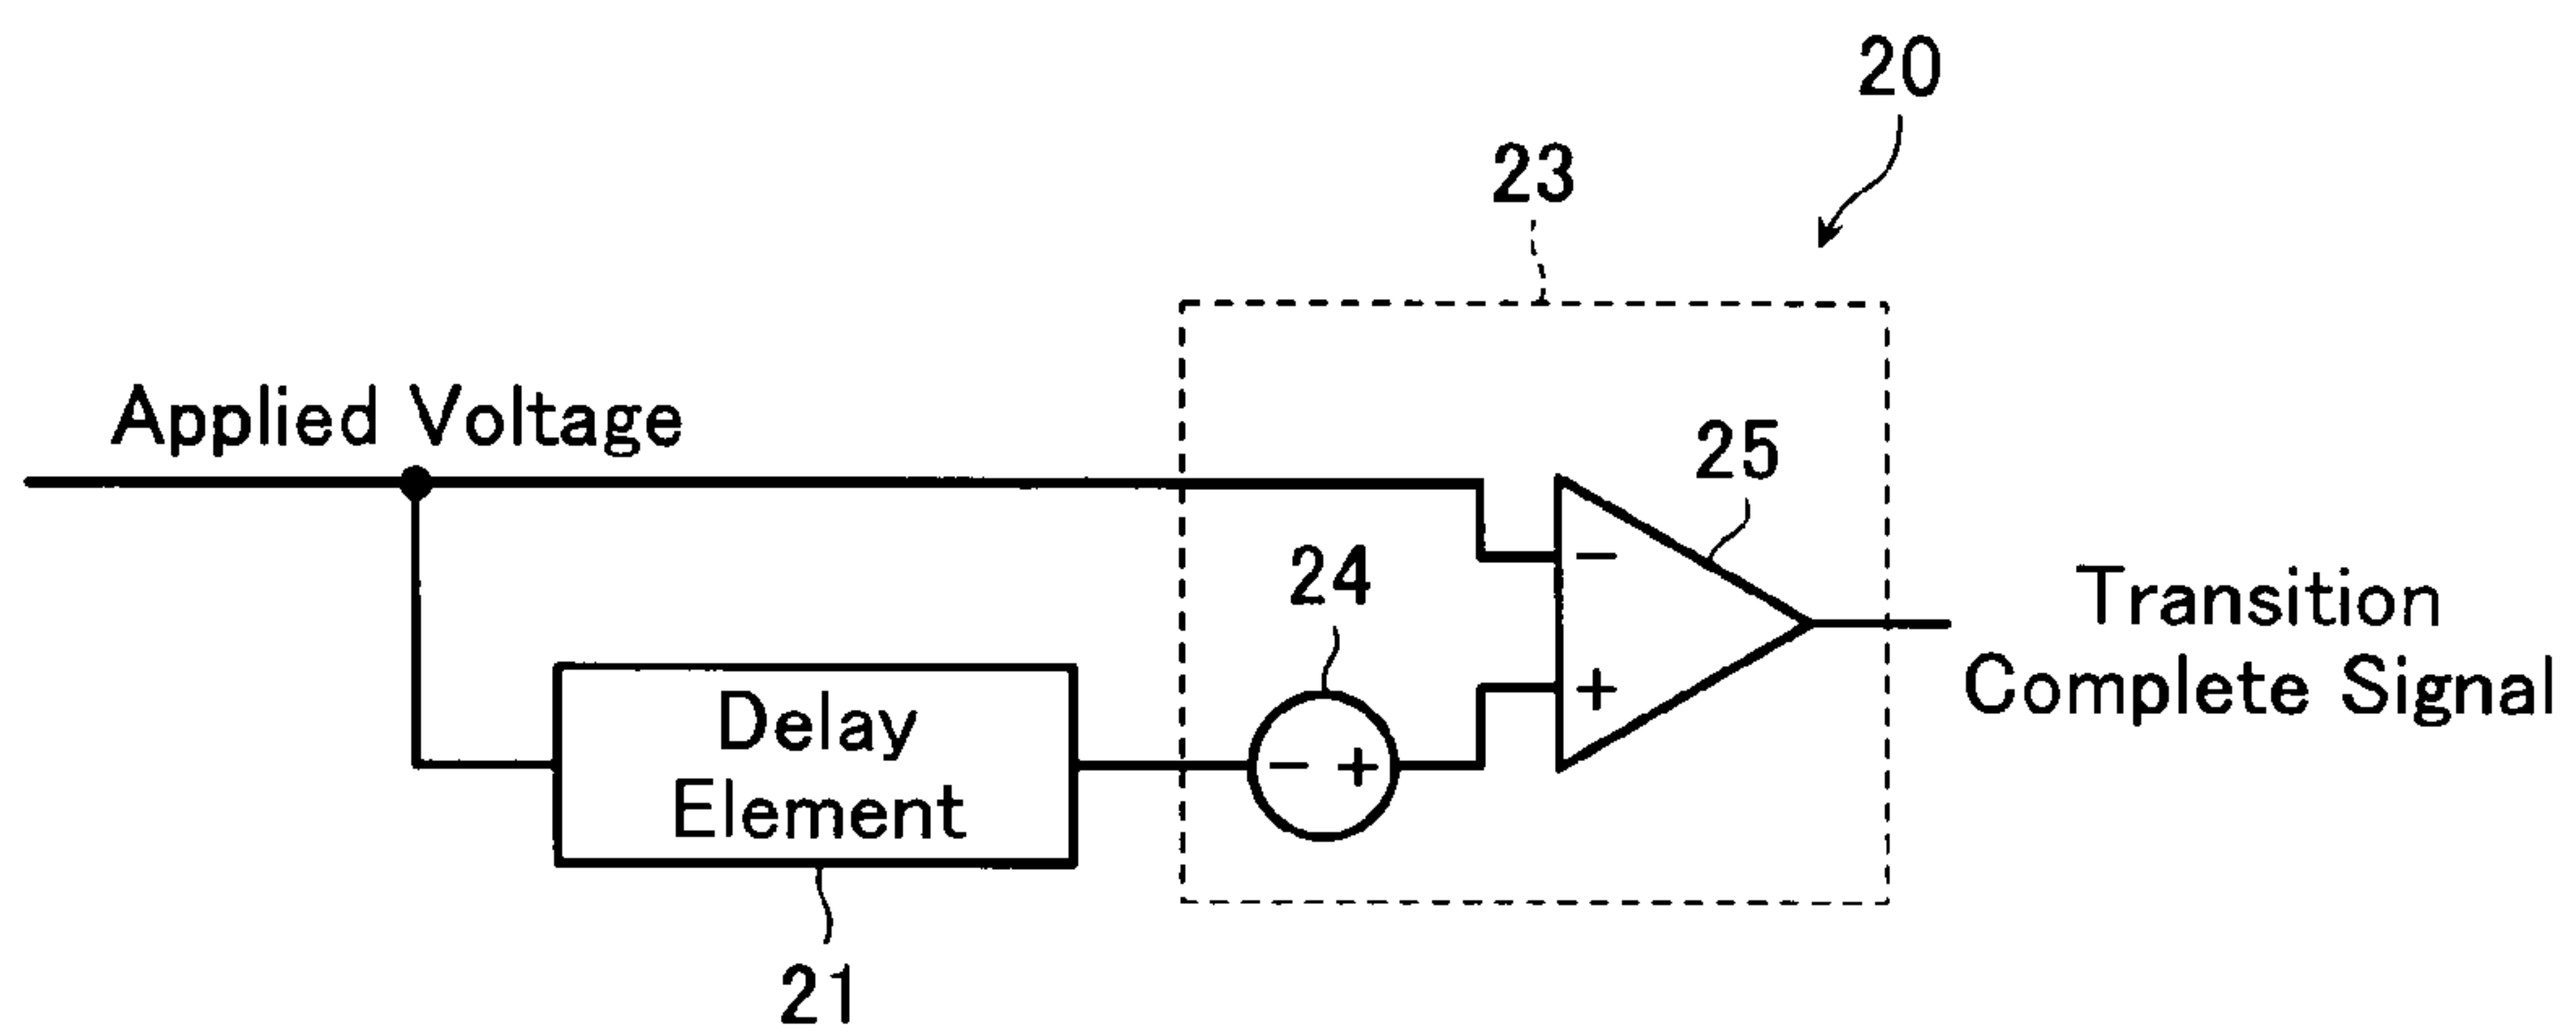 20
23
Applied Voltage
25
−
24
Transition
Complete Signal
+
Delay
Element
− +
21